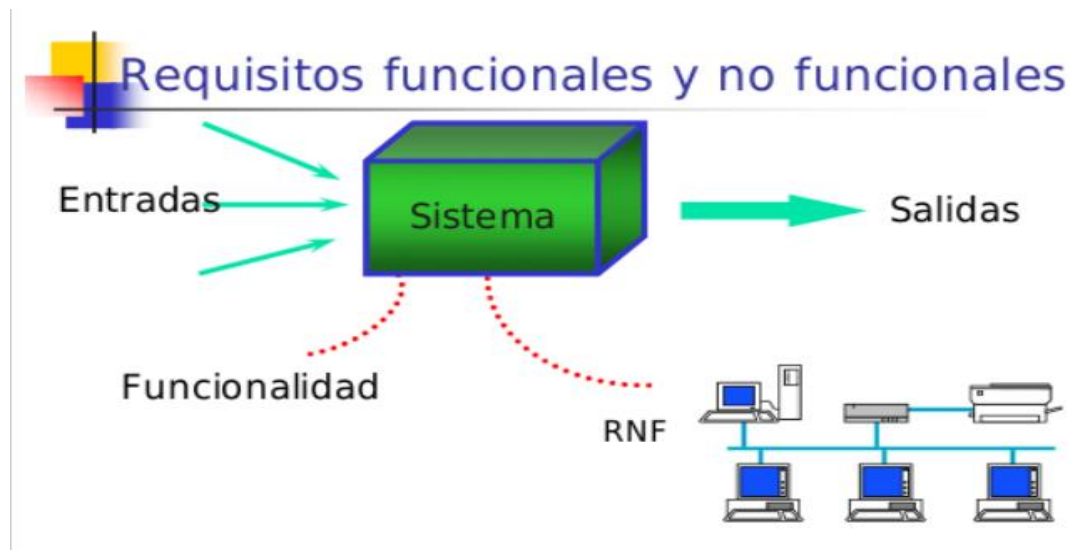 Requisitos funcionales y no funcionales
Entradas
Sistema
Salidas
Funcionalidad
RNF